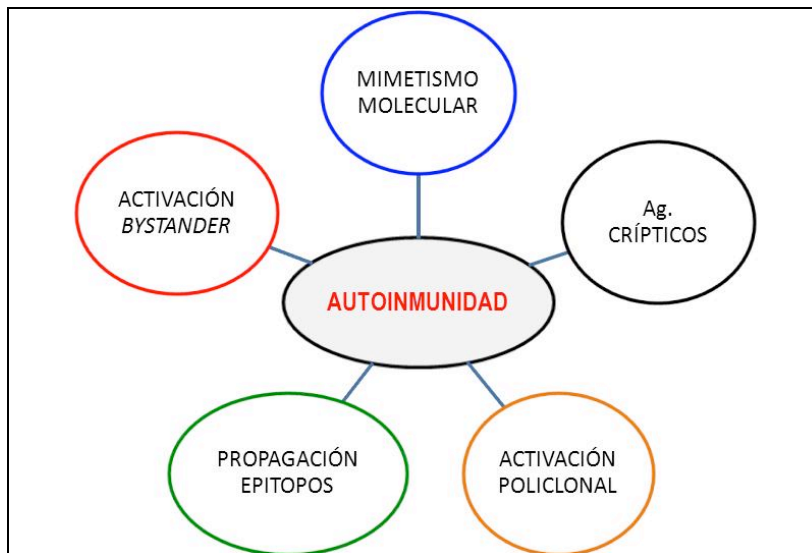 MIMETISMO
MOLECULAR
ACTIVACIÓN
BYSTANDER
Ag.
CRÍPTICOS
AUTOINMUNIDAD
PROPAGACIÓN
EPITOPOS
ACTIVACIÓN
POLICLONAL